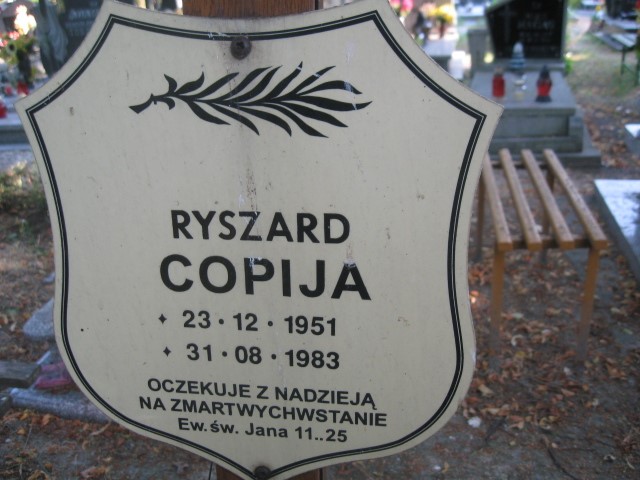 RYSZARD
COPIJA
✦ 23 • 12 • 1951
✦ 31 • 08 • 1983
OCZEKUJE Z NADZIEJĄ
NA ZMARTWYCHWSTANIE
Ew. św. Jana 11..25